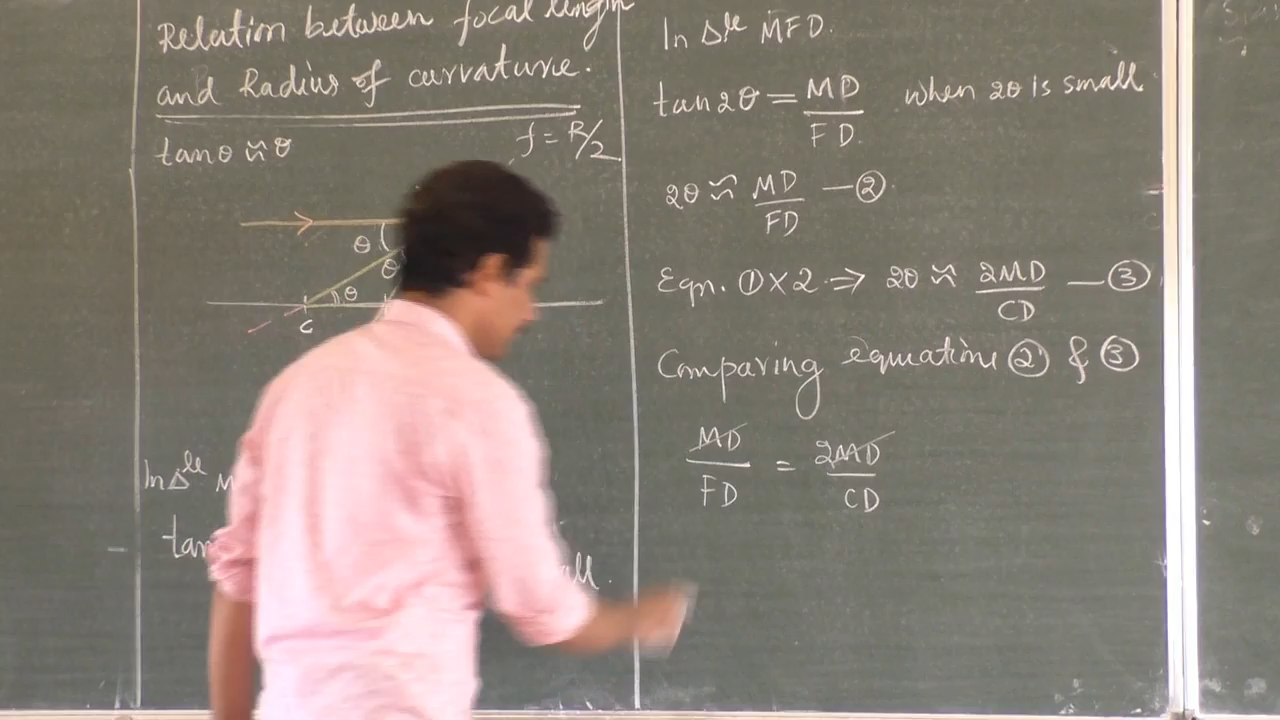 Relation between focal length
and Radius of curvature.
tanθ ≈ θ
f = R/2
θ
θ
θ
C
In Δle M
tan
all.
In Δle MFD.
tan2θ = MD/FD when 2θ is small
2θ ≈ MD/FD —②
Eqn. ①×2 ⇒ 2θ ≈ 2MD/CD —③
Comparing equations ② & ③
MD/FD = 2MD/CD